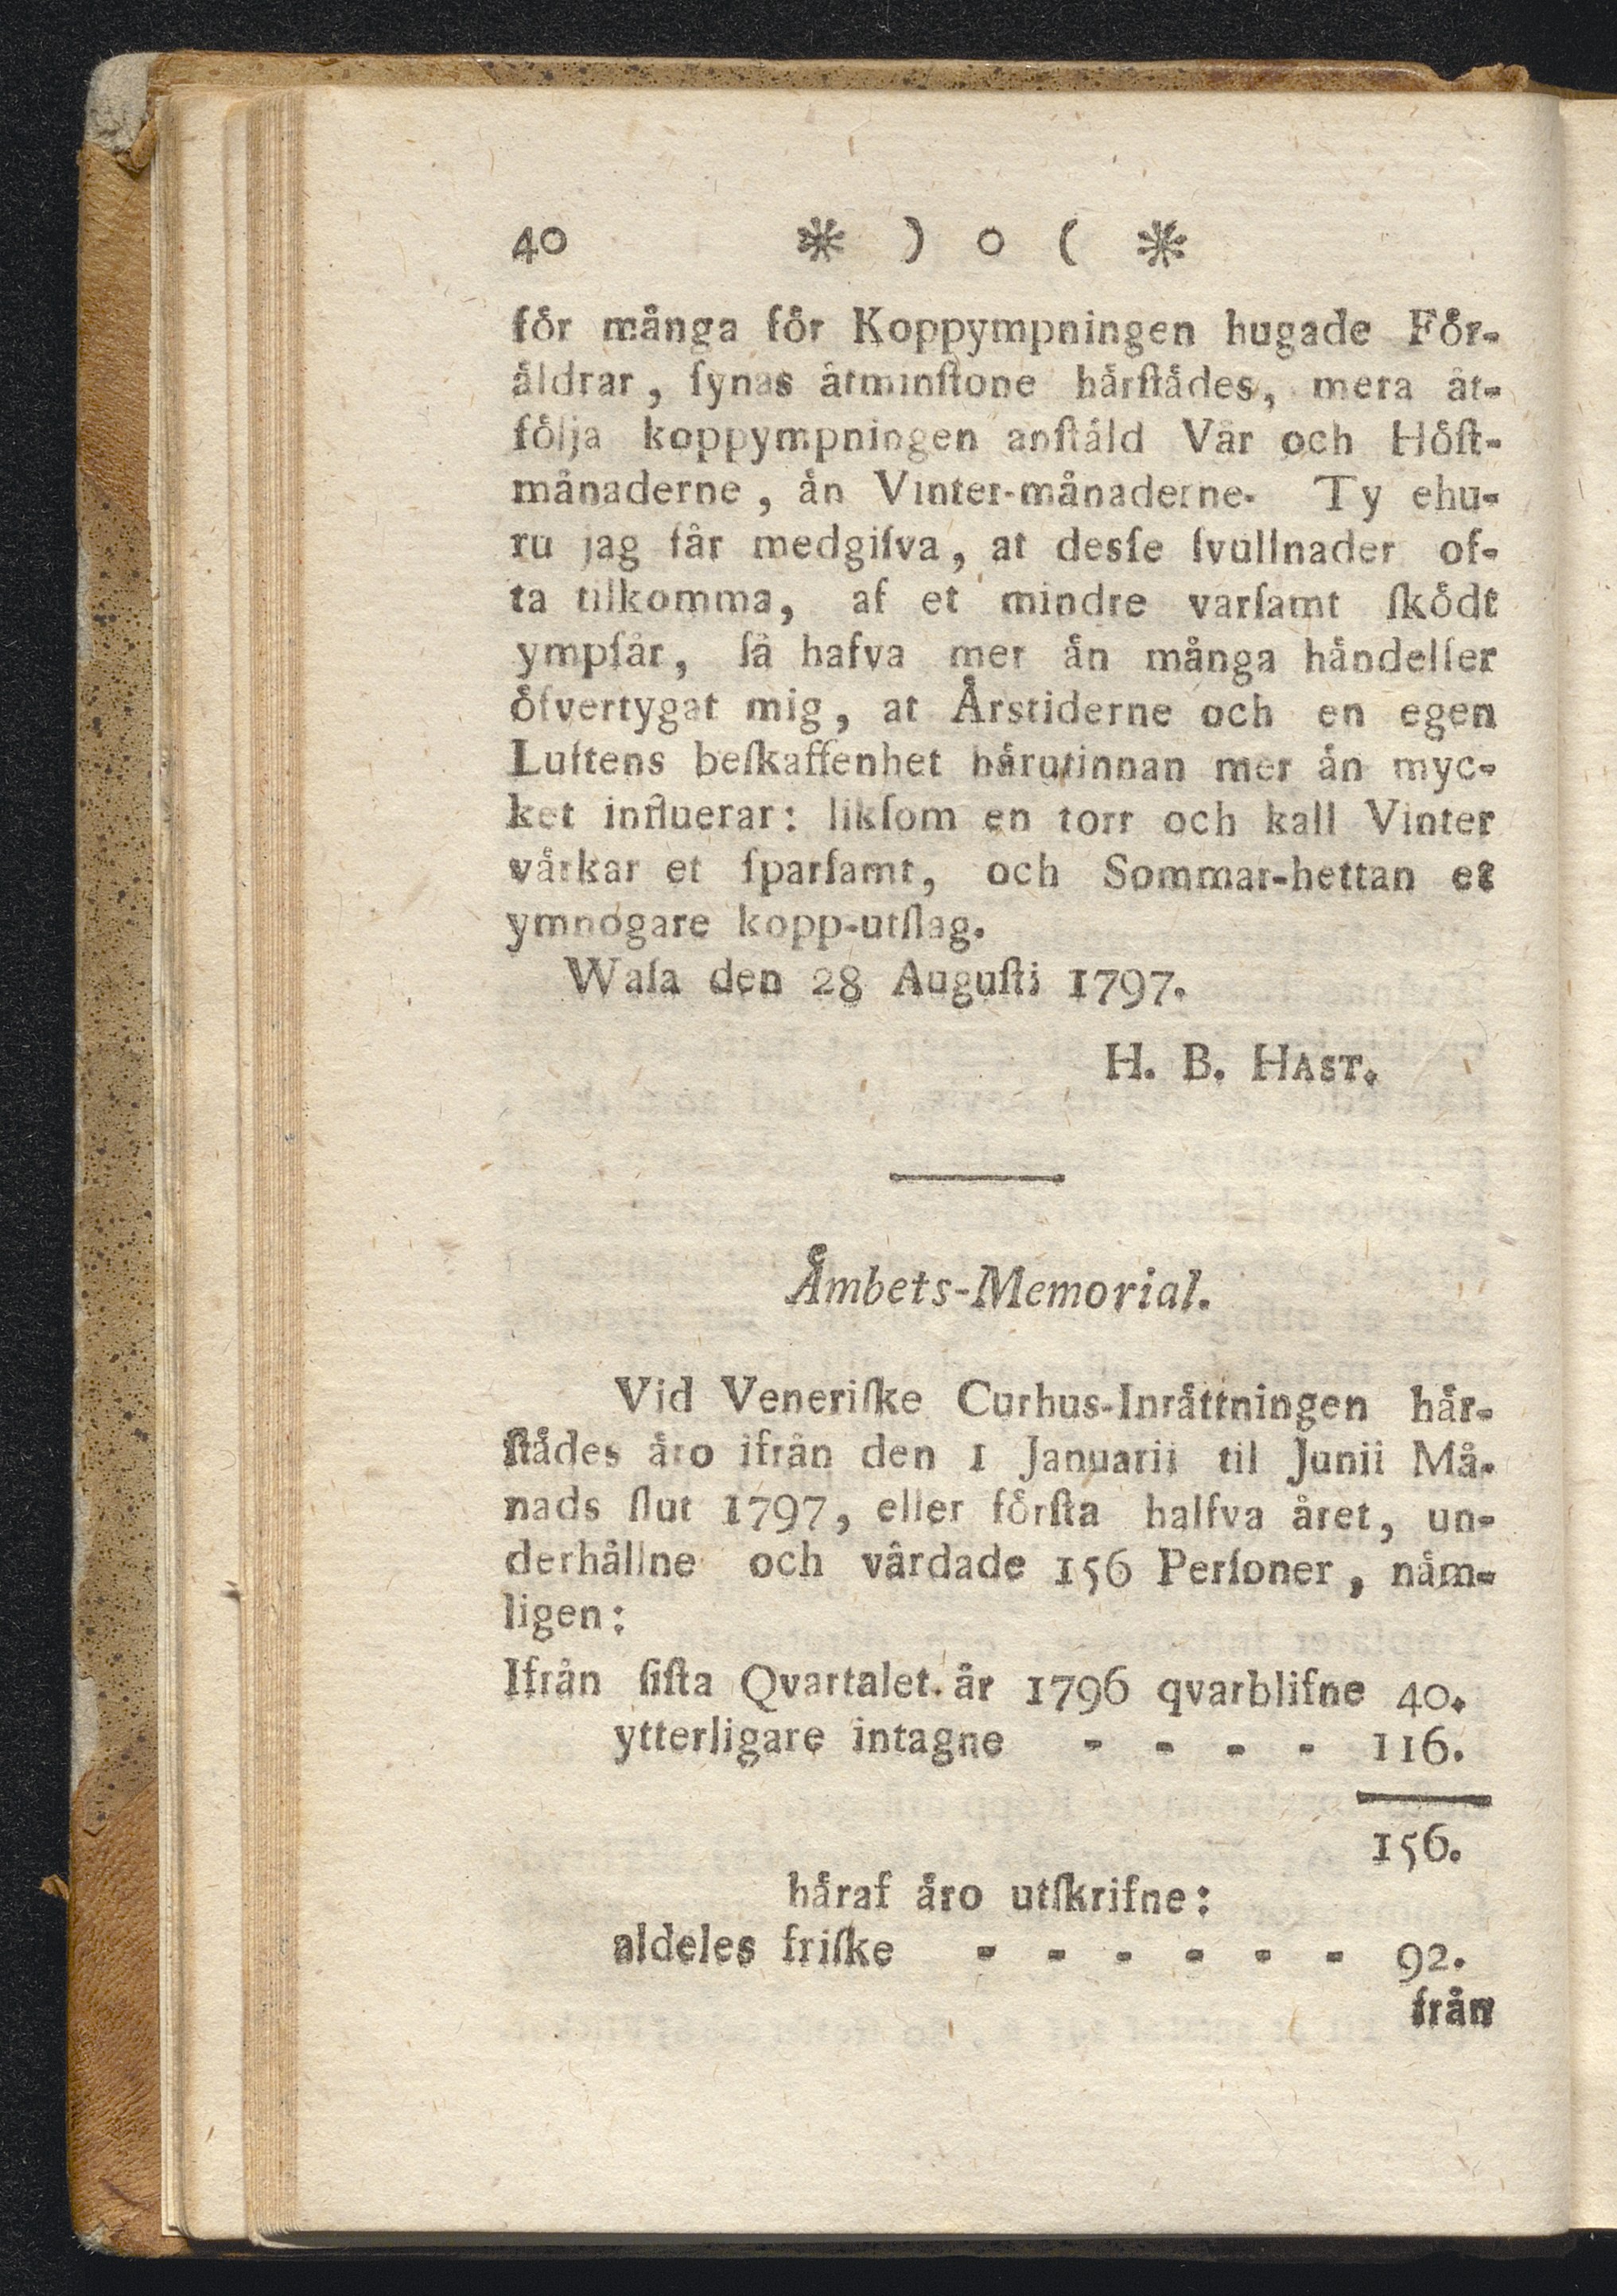 40 ❊ ) o ( ❊
för många för Koppympningen hugade För-
äldrar, ſynas åtminſtone härſtädes, mera åt-
följa koppympningen anſtäld Vår och Höſt-
månaderne, än Vinter-månaderne. Ty ehu-
ru jag får medgifva, at desſe ſvullnader of-
ta tilkomma, af et mindre varſamt ſködt
ympſår, ſå hafva mer än många händelſer
öfvertygat mig, at Årstiderne och en egen
Luftens beſkaffenhet härutinnan mer än myc-
ket influerar: likſom en torr och kall Vinter
värkar et ſparſamt, och Sommar-hettan et
ymnogare kopp-utſlag.
Waſa den 28 Auguſti 1797.
H. B. HAST.
Ämbets-Memorial.
Vid Veneriſke Curhus-Inrättningen här-
ſtädes äro ifrån den 1 Januarii til Junii Må-
nads ſlut 1797, eller förſta halfva året, un-
derhållne och vårdade 156 Perſoner, näm-
ligen:
Ifrån ſiſta Qvartalet år 1796 qvarblifne 40.
ytterligare intagne - - - - 116.
156.
häraf äro utſkrifne:
aldeles friſke - - - - - - 92.
från